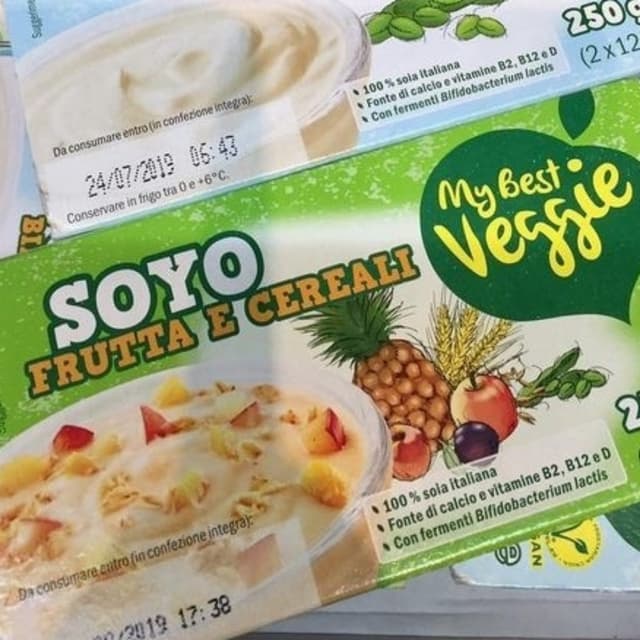 250 g
(2 x 12
100 % soia italiana
Fonte di calcio e vitamine B2, B12 e D
Con fermenti Bifidobacterium lactis
Da consumare entro (in confezione integra):
24/07/2019 06:43
Conservare in frigo tra 0 e +6°C.
My Best
Veggie
SOYO
FRUTTA E CEREALI
100 % soia italiana
Fonte di calcio e vitamine B2, B12 e D
Con fermenti Bifidobacterium lactis
Da consumare entro (in confezione integra):
/2019 17:38